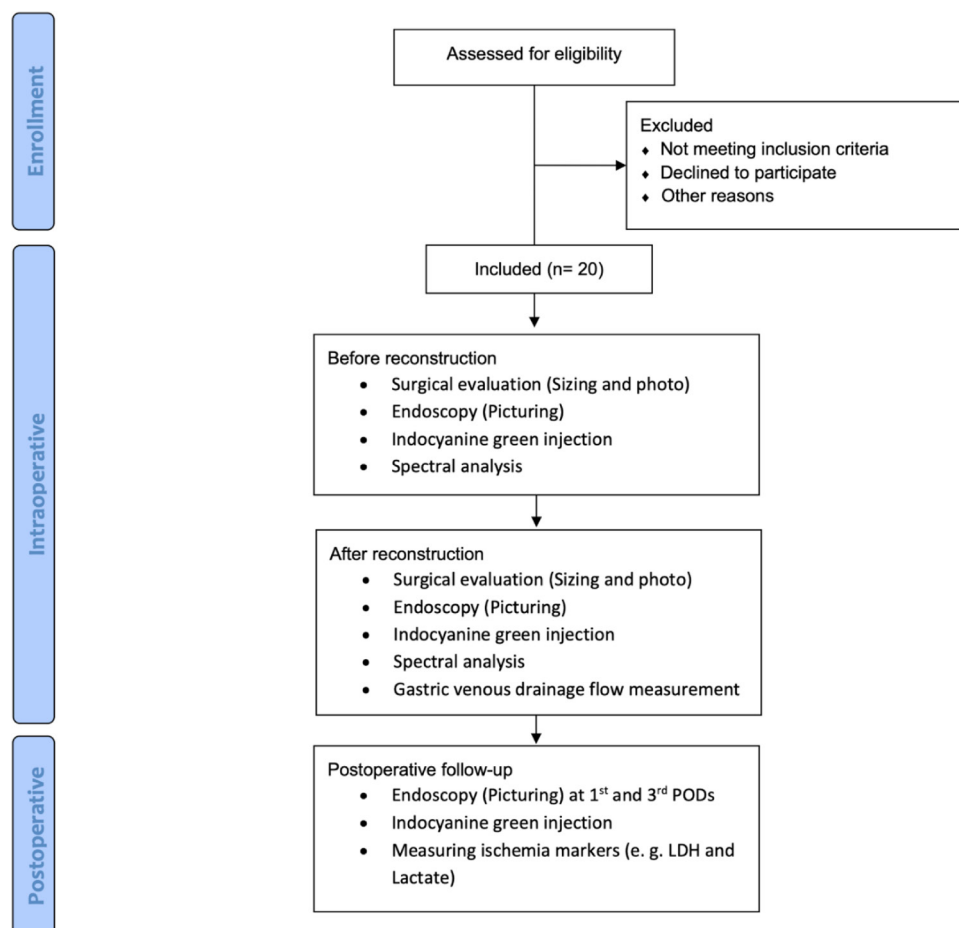 Enrollment
Assessed for eligibility
Excluded
♦ Not meeting inclusion criteria
♦ Declined to participate
♦ Other reasons
Intraoperative
Included (n= 20)
Before reconstruction
• Surgical evaluation (Sizing and photo)
• Endoscopy (Picturing)
• Indocyanine green injection
• Spectral analysis
After reconstruction
• Surgical evaluation (Sizing and photo)
• Endoscopy (Picturing)
• Indocyanine green injection
• Spectral analysis
• Gastric venous drainage flow measurement
Postoperative
Postoperative follow-up
• Endoscopy (Picturing) at 1st and 3rd PODs
• Indocyanine green injection
• Measuring ischemia markers (e. g. LDH and
Lactate)